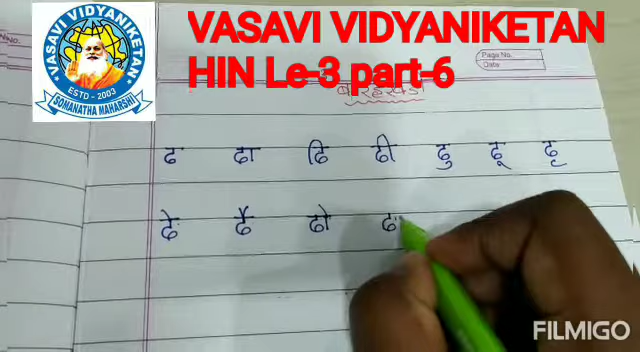 VASAVI VIDYANIKETAN
HIN Le-3 part-6
VASAVI VIDYANIKETAN
ESTD - 2003
SOMANATHA MAHARSHI
Page No.
Date
ढ ढा ढि ढी ढु ढू ढृ
ढे ढै ढो ढ
FILMIGO